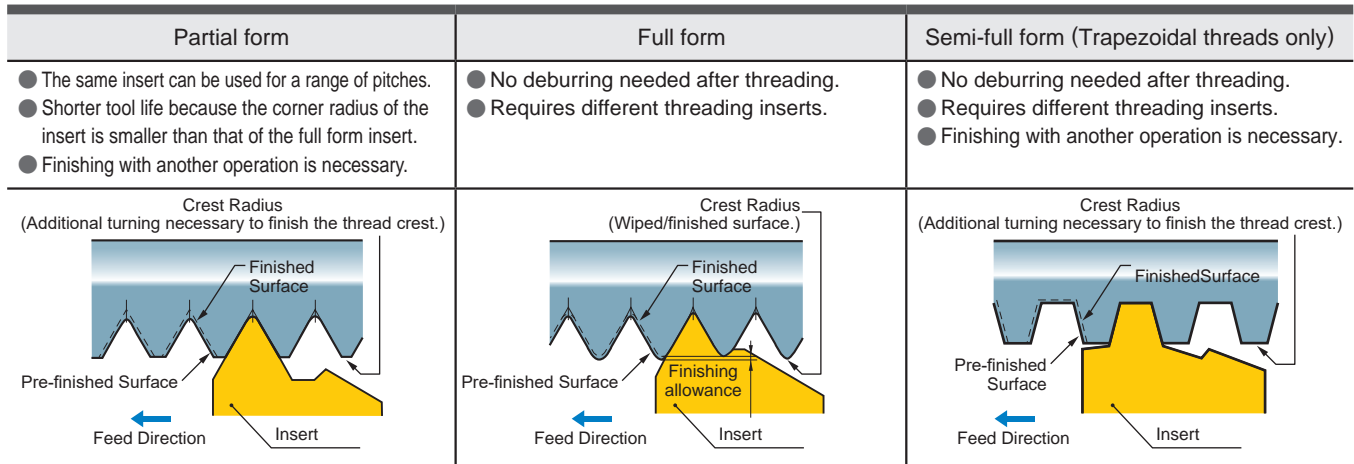 Partial form
Full form
Semi-full form (Trapezoidal threads only)
● The same insert can be used for a range of pitches.
● Shorter tool life because the corner radius of the
insert is smaller than that of the full form insert.
● Finishing with another operation is necessary.
● No deburring needed after threading.
● Requires different threading inserts.
● No deburring needed after threading.
● Requires different threading inserts.
● Finishing with another operation is necessary.
Crest Radius
(Additional turning necessary to finish the thread crest.)
Finished
Surface
Pre-finished Surface
Feed Direction
Insert
Crest Radius
(Wiped/finished surface.)
Finished
Surface
Pre-finished Surface
Finishing
allowance
Feed Direction
Insert
Crest Radius
(Additional turning necessary to finish the thread crest.)
FinishedSurface
Pre-finished
Surface
Feed Direction
Insert